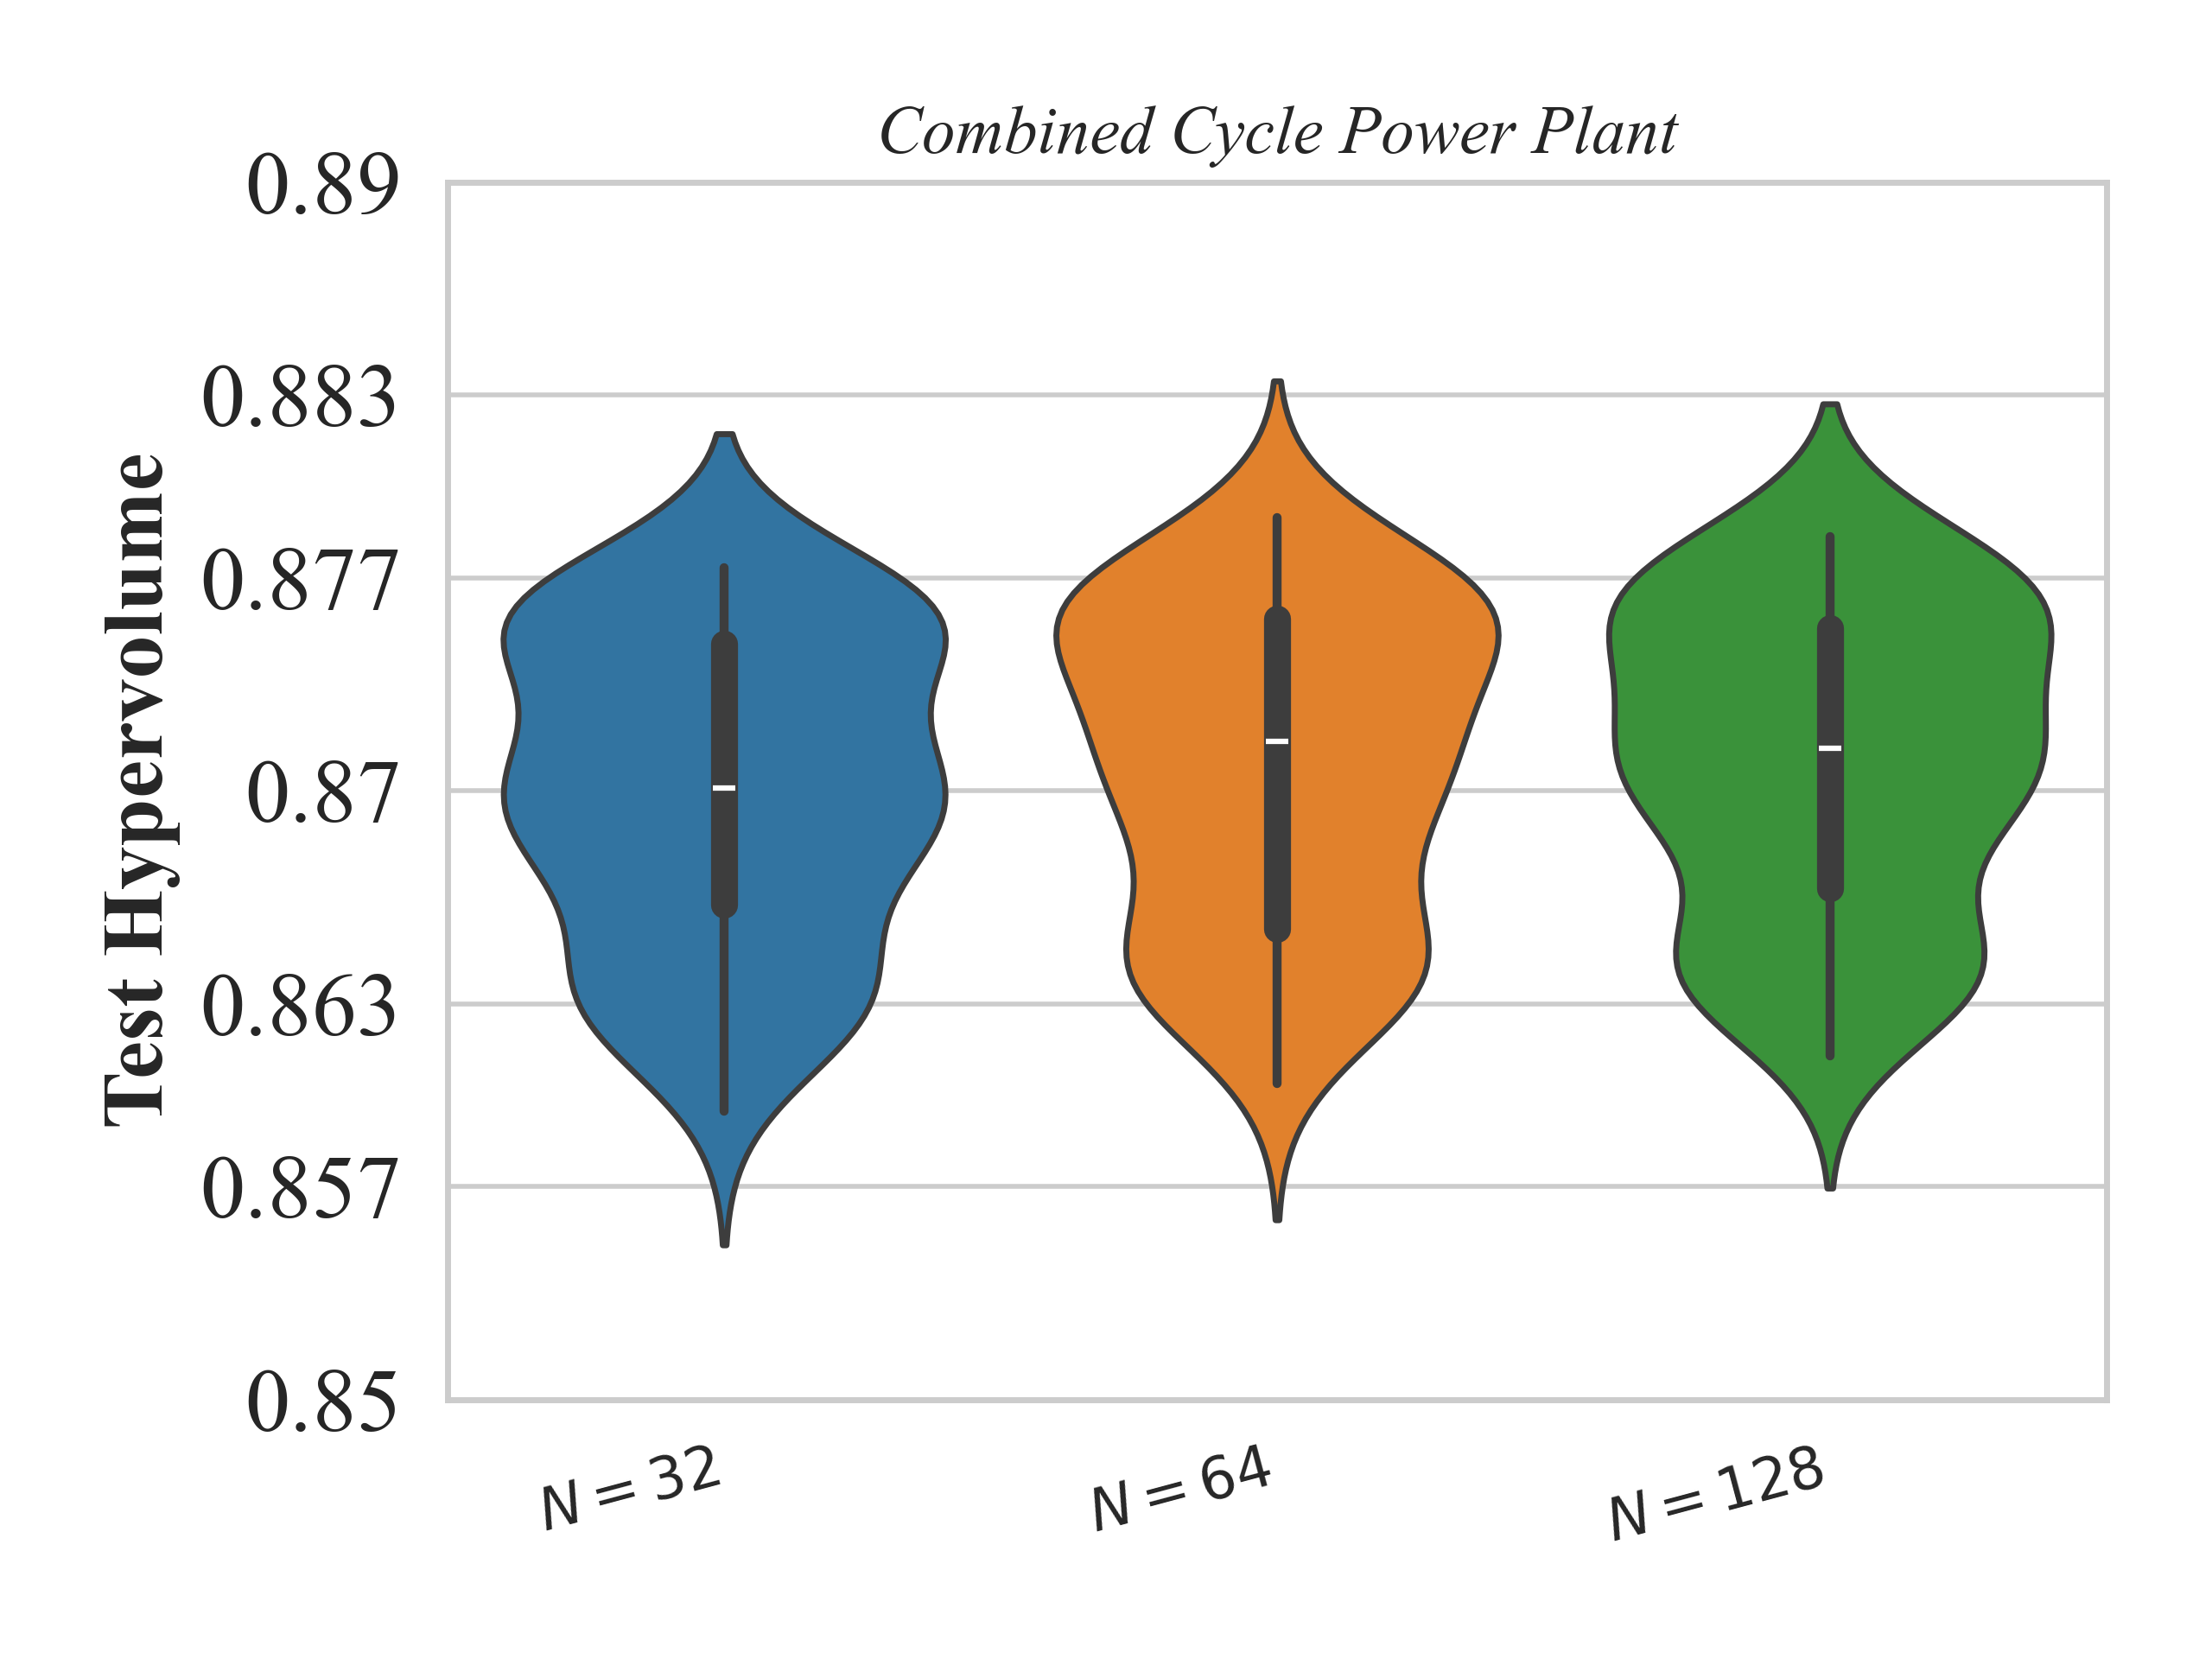 Combined Cycle Power Plant
Test Hypervolume
0.89
0.883
0.877
0.87
0.863
0.857
0.85
N = 32
N = 64
N = 128